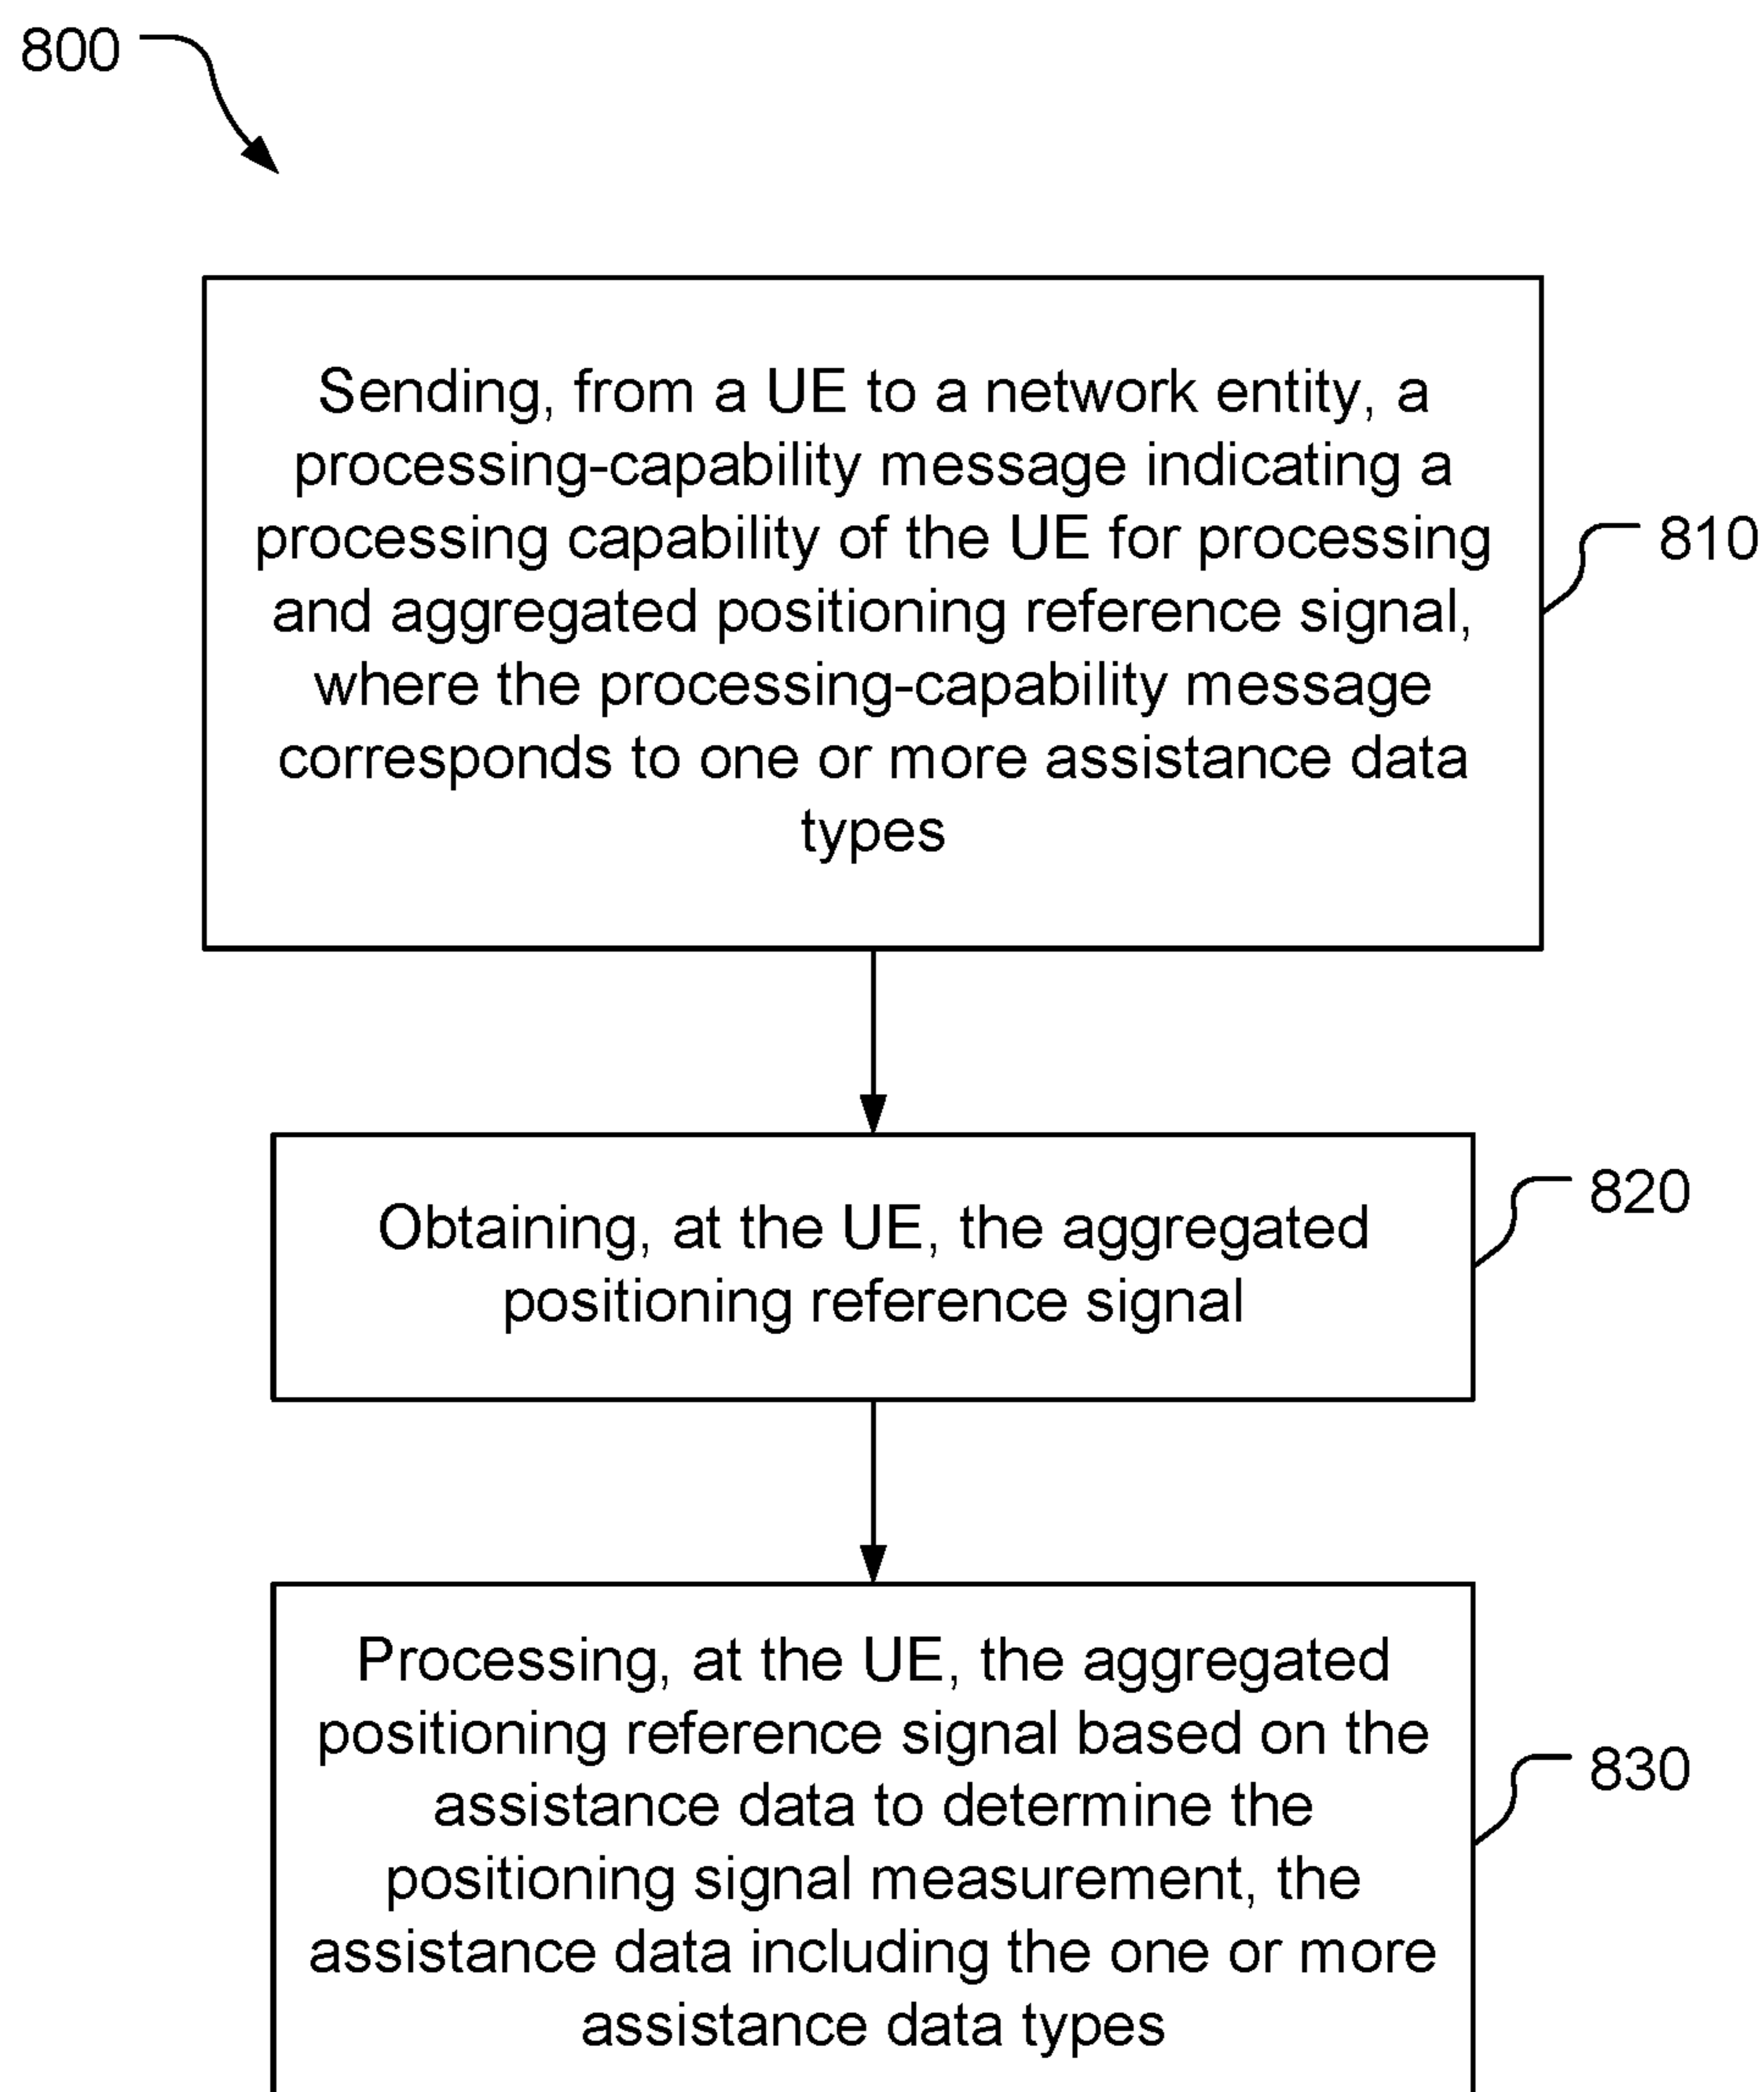 800
Sending, from a UE to a network entity, a
processing-capability message indicating a
processing capability of the UE for processing
and aggregated positioning reference signal,
where the processing-capability message
corresponds to one or more assistance data
types
810
Obtaining, at the UE, the aggregated
positioning reference signal
820
Processing, at the UE, the aggregated
positioning reference signal based on the
assistance data to determine the
positioning signal measurement, the
assistance data including the one or more
assistance data types
830